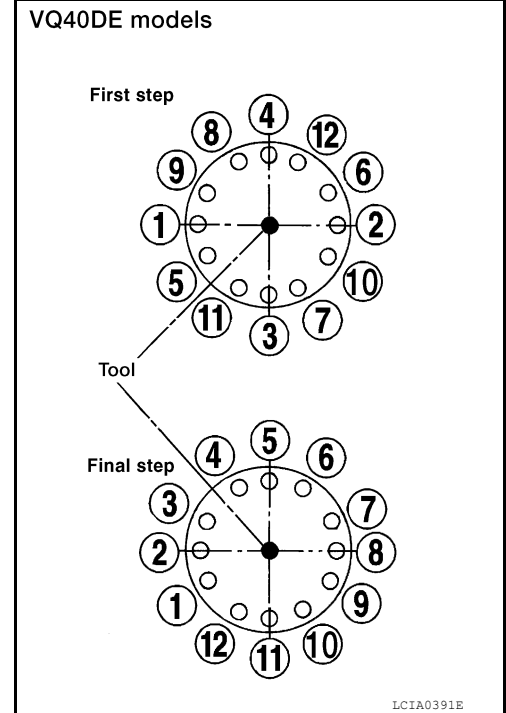 VQ40DE models
First step
4
8 12
9 6
1 2
5 10
11 7
3
Tool
5
Final step
4 6
3 7
2 8
1 9
12 10
11
LCIA0391E